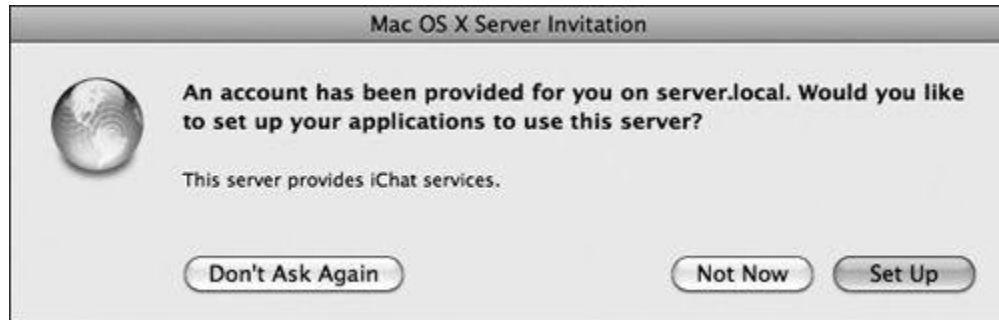 Mac OS X Server Invitation
An account has been provided for you on server.local. Would you like
to set up your applications to use this server?
This server provides iChat services.
Don't Ask Again
Not Now
Set Up